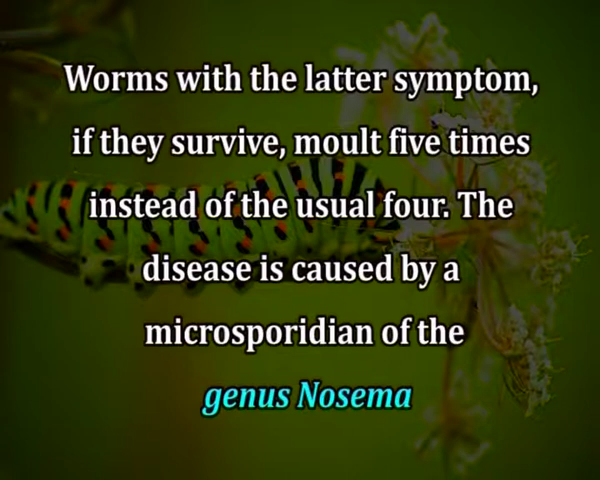 Worms with the latter symptom,
if they survive, moult five times
instead of the usual four. The
disease is caused by a
microsporidian of the
genus Nosema